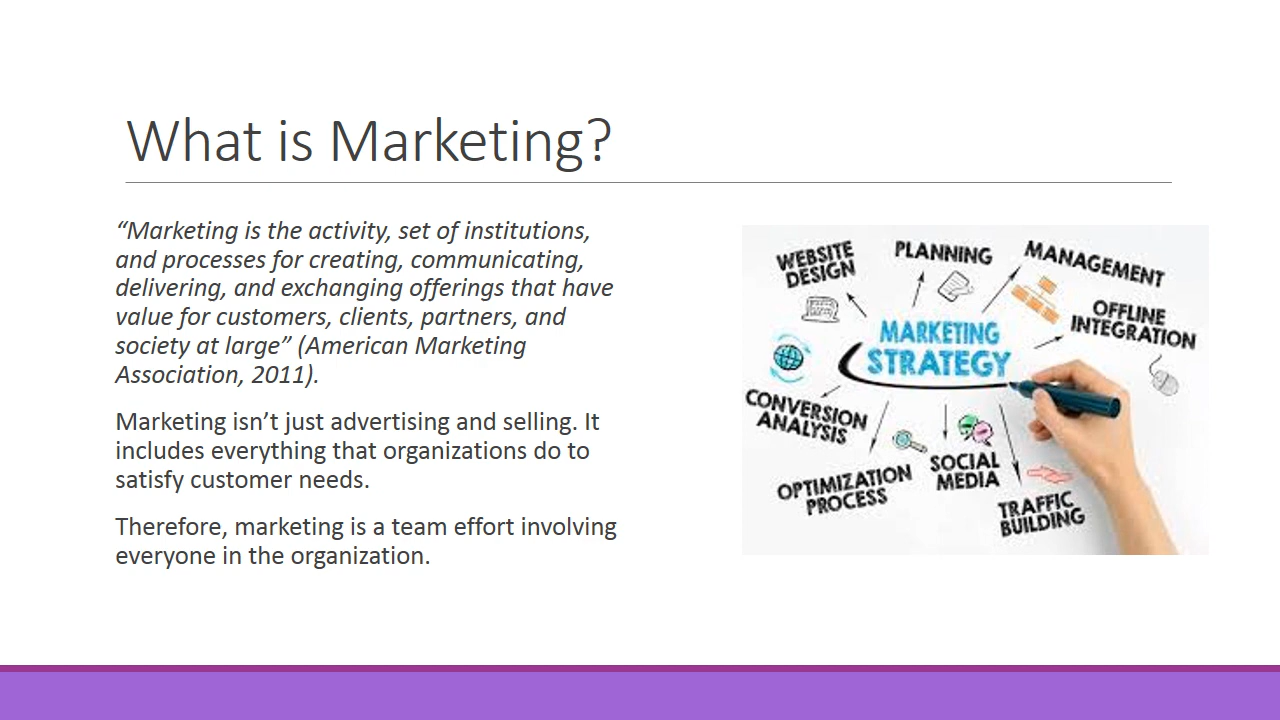 What is Marketing?
“Marketing is the activity, set of institutions,
and processes for creating, communicating,
delivering, and exchanging offerings that have
value for customers, clients, partners, and
society at large” (American Marketing
Association, 2011).
Marketing isn’t just advertising and selling. It
includes everything that organizations do to
satisfy customer needs.
Therefore, marketing is a team effort involving
everyone in the organization.
WEBSITE
DESIGN
PLANNING
MANAGEMENT
OFFLINE
INTEGRATION
MARKETING
STRATEGY
CONVERSION
ANALYSIS
OPTIMIZATION
PROCESS
SOCIAL
MEDIA
TRAFFIC
BUILDING